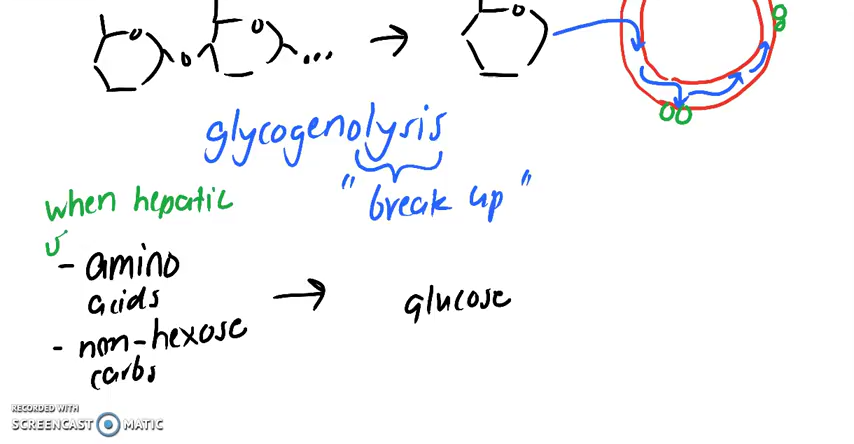 glycogenolysis
" break up "
when hepatic
- amino
acids
glucose
- non-hexose
carbs
RECORDED WITH
SCREENCAST MATIC